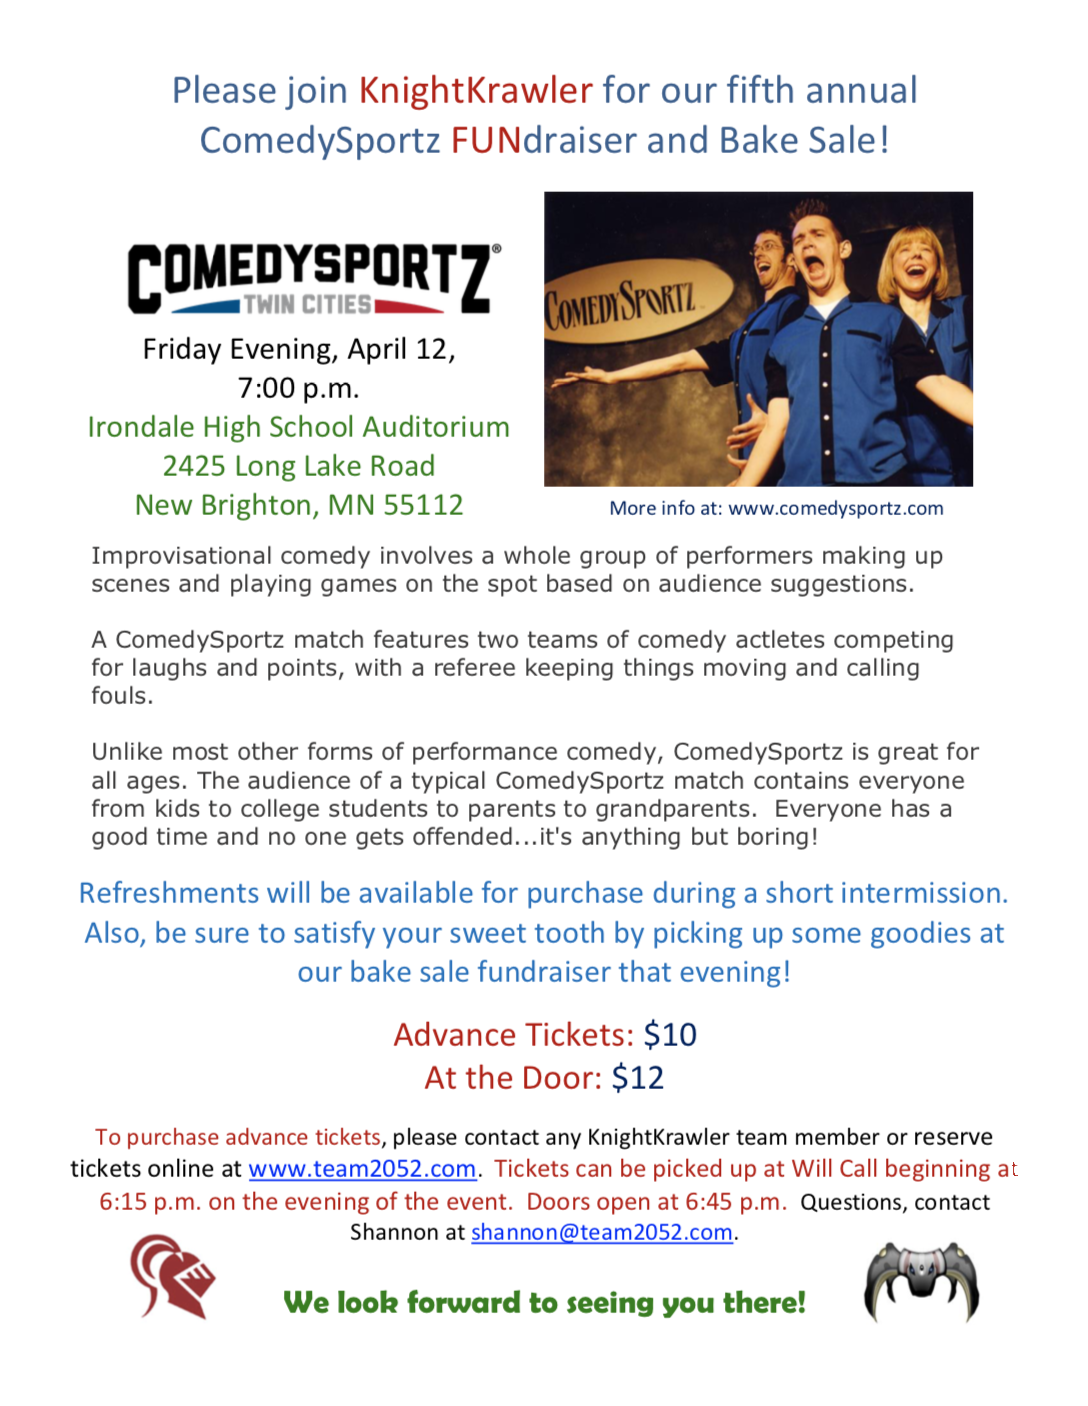 Please join KnightKrawler for our fifth annual
ComedySportz FUNdraiser and Bake Sale!
COMEDYSPORTZ®
TWIN CITIES
Friday Evening, April 12,
7:00 p.m.
Irondale High School Auditorium
2425 Long Lake Road
New Brighton, MN 55112
COMEDYSPORTZ
More info at: www.comedysportz.com
Improvisational comedy involves a whole group of performers making up
scenes and playing games on the spot based on audience suggestions.
A ComedySportz match features two teams of comedy actletes competing
for laughs and points, with a referee keeping things moving and calling
fouls.
Unlike most other forms of performance comedy, ComedySportz is great for
all ages. The audience of a typical ComedySportz match contains everyone
from kids to college students to parents to grandparents.  Everyone has a
good time and no one gets offended...it's anything but boring!
Refreshments will be available for purchase during a short intermission.
Also, be sure to satisfy your sweet tooth by picking up some goodies at
our bake sale fundraiser that evening!
Advance Tickets: $10
At the Door: $12
To purchase advance tickets, please contact any KnightKrawler team member or reserve
tickets online at www.team2052.com.  Tickets can be picked up at Will Call beginning at
6:15 p.m. on the evening of the event.  Doors open at 6:45 p.m.  Questions, contact
Shannon at shannon@team2052.com.
We look forward to seeing you there!